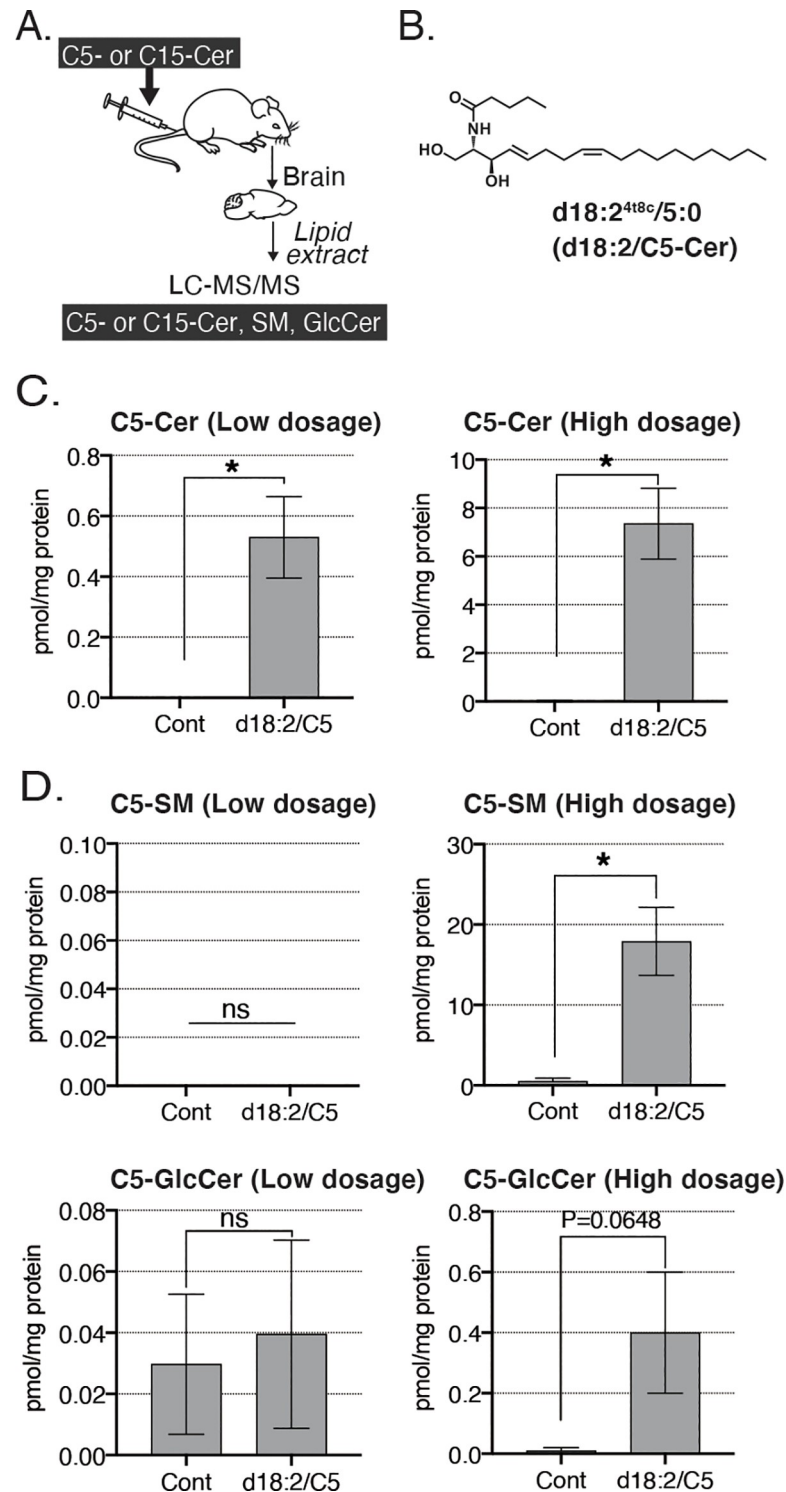 A.
C5- or C15-Cer
Brain
Lipid
extract
LC-MS/MS
C5- or C15-Cer, SM, GlcCer
B.
O
NH
HO
OH
d18:2⁴ᵗ⁸ᶜ/5:0
(d18:2/C5-Cer)
C.
C5-Cer (Low dosage)
pmol/mg protein
0.8
0.6
0.4
0.2
0.0
*
Cont d18:2/C5
C5-Cer (High dosage)
pmol/mg protein
10
8
6
4
2
0
*
Cont d18:2/C5
D.
C5-SM (Low dosage)
pmol/mg protein
0.10
0.08
0.06
0.04
0.02
0.00
ns
Cont d18:2/C5
C5-SM (High dosage)
pmol/mg protein
30
20
10
0
*
Cont d18:2/C5
C5-GlcCer (Low dosage)
pmol/mg protein
0.08
0.06
0.04
0.02
0.00
ns
Cont d18:2/C5
C5-GlcCer (High dosage)
pmol/mg protein
0.8
0.6
0.4
0.2
0.0
P=0.0648
Cont d18:2/C5